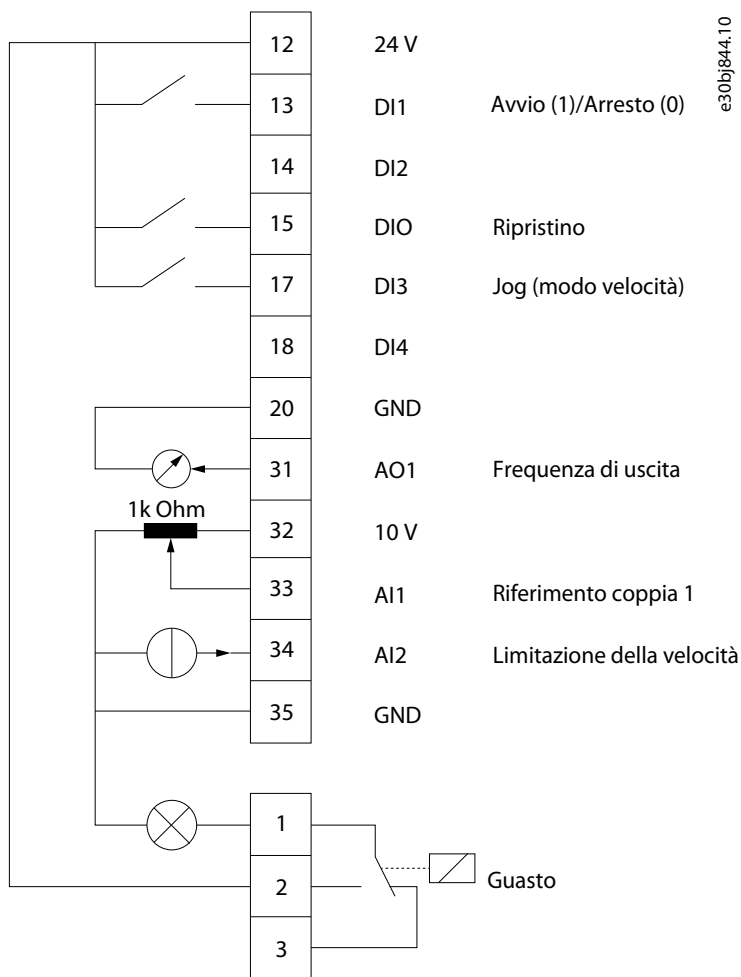 e30bj844.10
12 24 V
13 DI1 Avvio (1)/Arresto (0)
14 DI2
15 DIO Ripristino
17 DI3 Jog (modo velocità)
18 DI4
20 GND
31 AO1 Frequenza di uscita
1k Ohm
32 10 V
33 AI1 Riferimento coppia 1
34 AI2 Limitazione della velocità
35 GND
1
2 Guasto
3